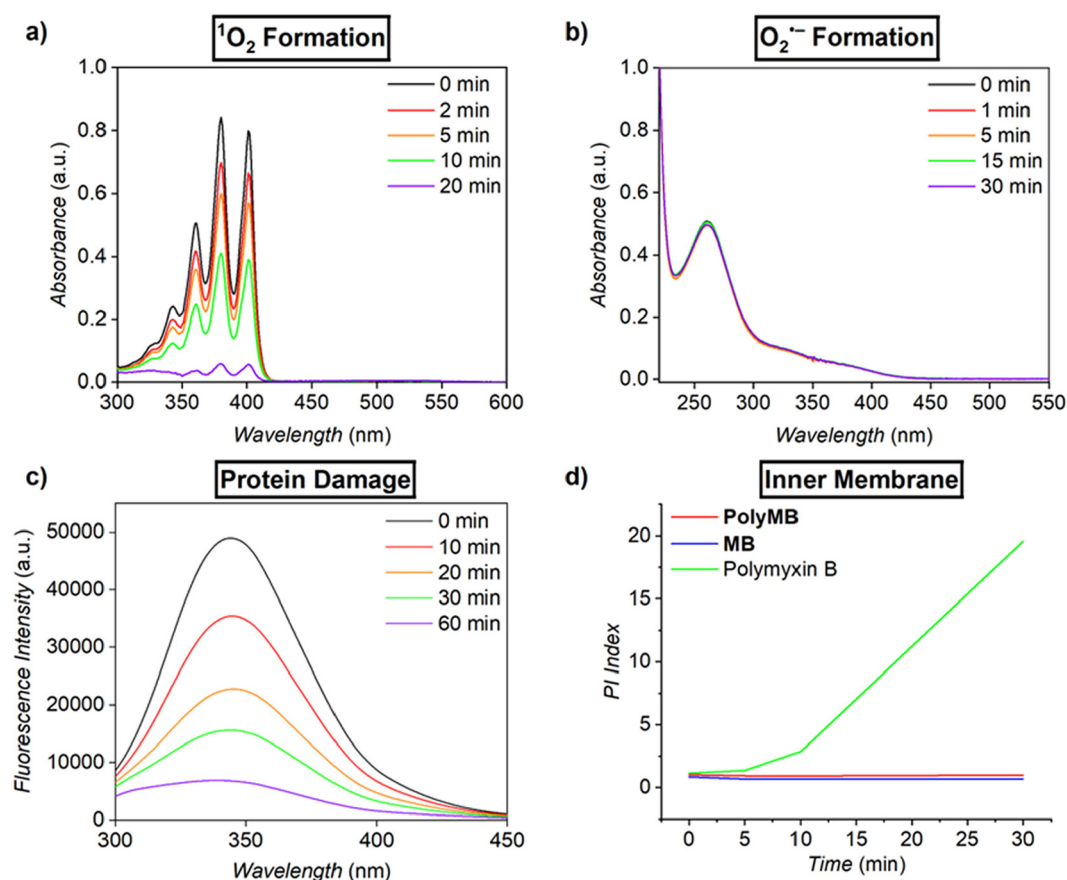 a)
¹O₂ Formation
1.0
0.8
0.6
0.4
0.2
0.0
Absorbance (a.u.)
0 min
2 min
5 min
10 min
20 min
300 350 400 450 500 550 600
Wavelength (nm)
b)
O₂•– Formation
1.0
0.8
0.6
0.4
0.2
0.0
Absorbance (a.u.)
0 min
1 min
5 min
15 min
30 min
250 300 350 400 450 500 550
Wavelength (nm)
c)
Protein Damage
50000
40000
30000
20000
10000
0
Fluorescence Intensity (a.u.)
0 min
10 min
20 min
30 min
60 min
300 350 400 450
Wavelength (nm)
d)
Inner Membrane
PolyMB
MB
Polymyxin B
20
15
10
5
0
PI Index
0 5 10 15 20 25 30
Time (min)